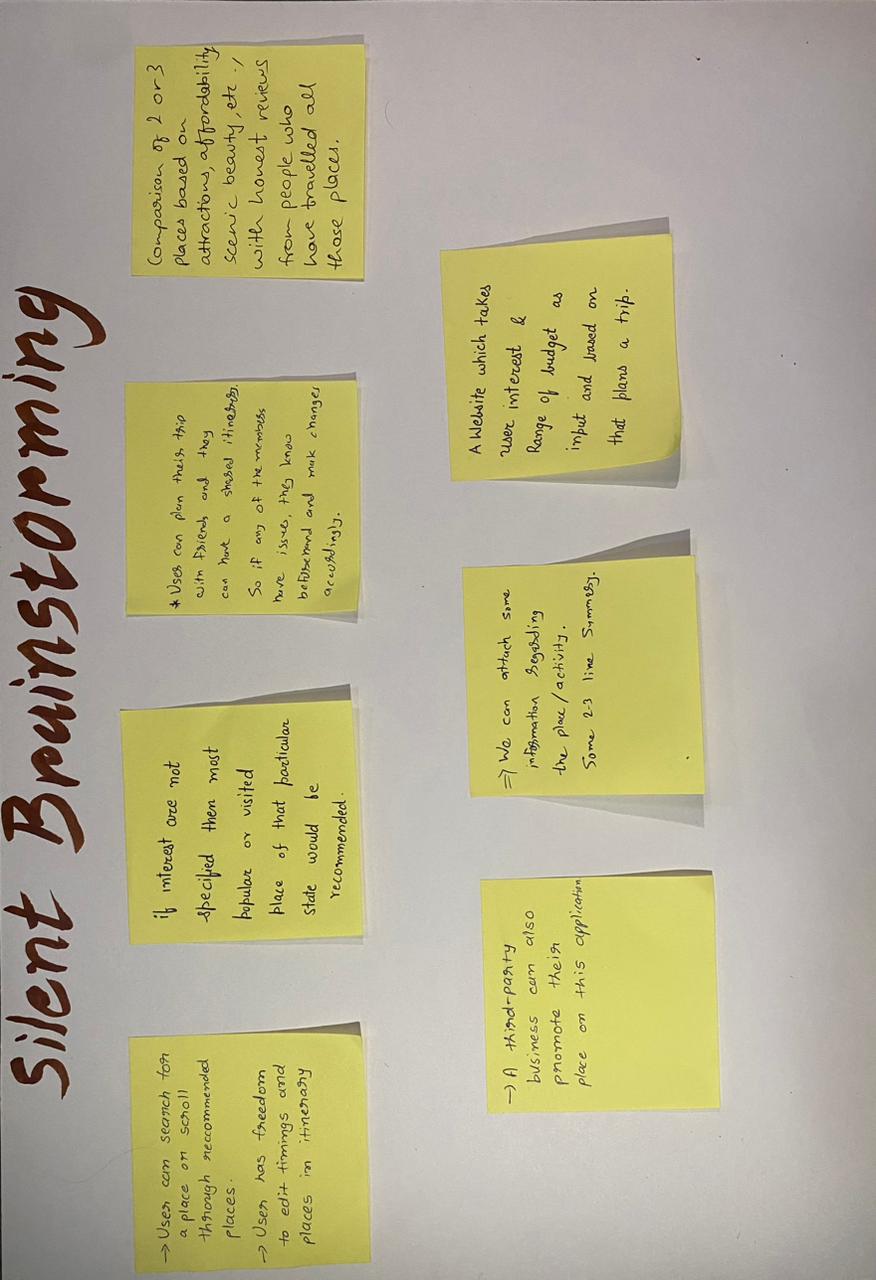 Silent Brainstorming
→ User can search for
a place or scroll
through reccommended
places.
→ User has freedom
to edit timings and
places in itinerary
if interest are not
specified then most
popular or visited
place of that particular
state would be
recommended.
* User can plan their trip
with friends and they
can have a shared itinerary.
So if any of the members
have issues, they know
beforehand and mak changes
accordingly.
Comparison of 2 or 3
places based on
attractions, affordability
scenic beauty, etc.,
with honest reviews
from people who
have travelled all
those places.
→ A third-party
business can also
promote their
place on this application
⇒ We can attach some
information regarding
the place/activity.
Some 2-3 line Summery.
A Website which takes
user interest &
Range of budget as
input and based on
that plans a trip.